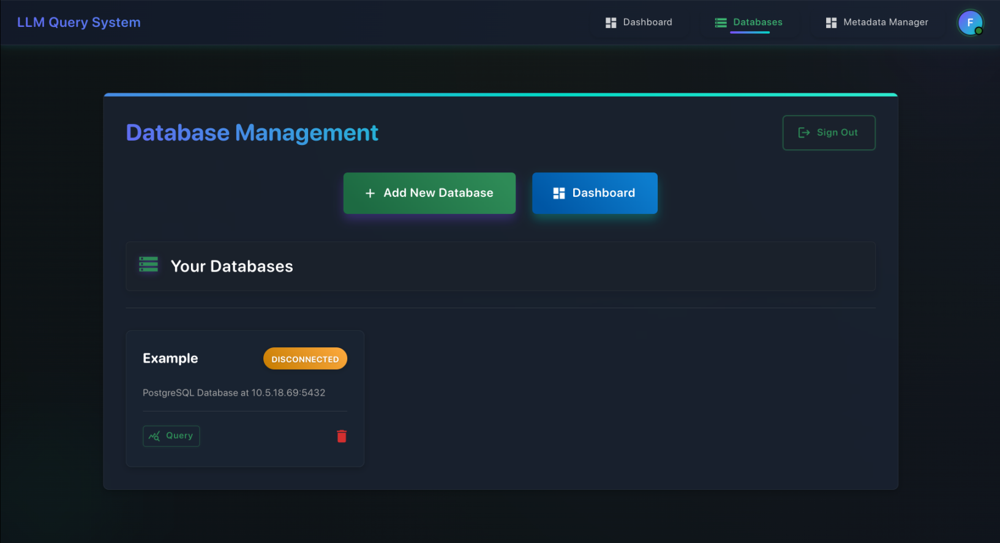 LLM Query System
Dashboard
Databases
Metadata Manager
F
Database Management
Sign Out
Add New Database
Dashboard
Your Databases
Example
DISCONNECTED
PostgreSQL Database at 10.5.18.69:5432
Query